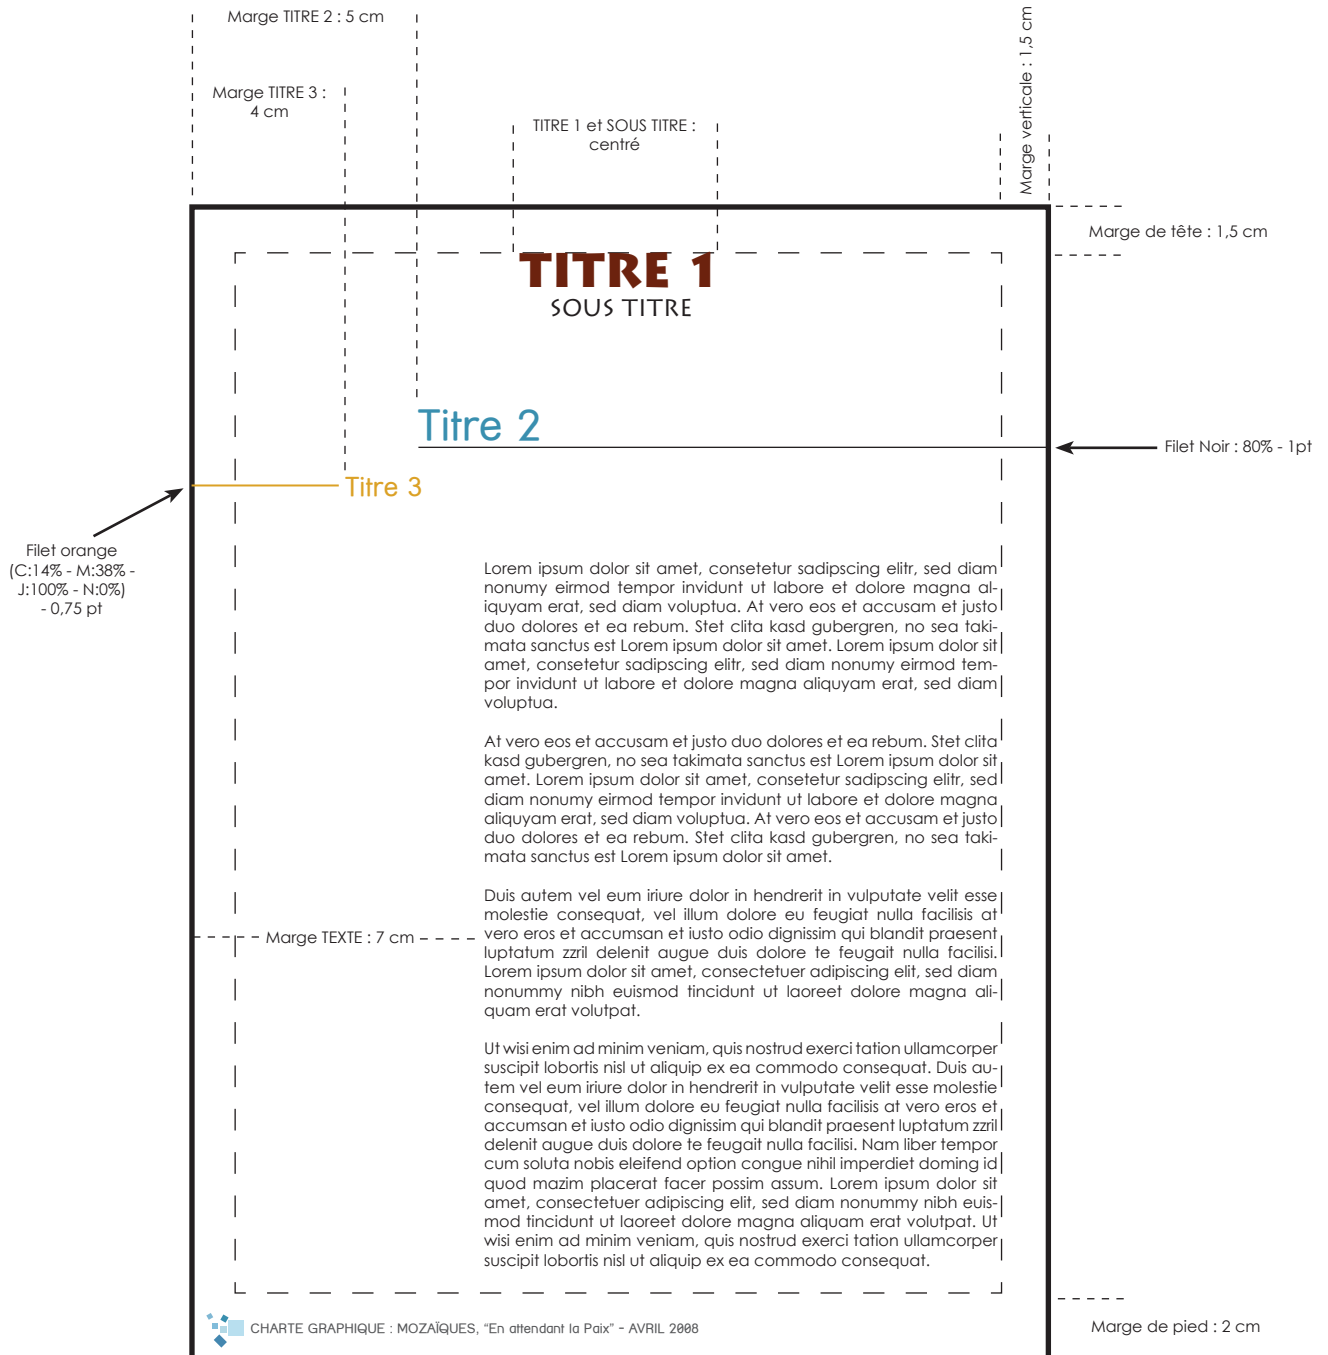 Marge TITRE 2 : 5 cm
Marge verticale : 1,5 cm
Marge TITRE 3 :
4 cm
TITRE 1 et SOUS TITRE :
centré
Marge de tête : 1,5 cm
TITRE 1
SOUS TITRE
Titre 2
Filet Noir : 80% - 1pt
Titre 3
Filet orange
(C:14% - M:38% -
J:100% - N:0%)
- 0,75 pt
Lorem ipsum dolor sit amet, consetetur sadipscing elitr, sed diam
nonumy eirmod tempor invidunt ut labore et dolore magna al-
iquyam erat, sed diam voluptua. At vero eos et accusam et justo
duo dolores et ea rebum. Stet clita kasd gubergren, no sea taki-
mata sanctus est Lorem ipsum dolor sit amet. Lorem ipsum dolor sit
amet, consetetur sadipscing elitr, sed diam nonumy eirmod tem-
por invidunt ut labore et dolore magna aliquyam erat, sed diam
voluptua.
At vero eos et accusam et justo duo dolores et ea rebum. Stet clita
kasd gubergren, no sea takimata sanctus est Lorem ipsum dolor sit
amet. Lorem ipsum dolor sit amet, consetetur sadipscing elitr, sed
diam nonumy eirmod tempor invidunt ut labore et dolore magna
aliquyam erat, sed diam voluptua. At vero eos et accusam et justo
duo dolores et ea rebum. Stet clita kasd gubergren, no sea taki-
mata sanctus est Lorem ipsum dolor sit amet.
Duis autem vel eum iriure dolor in hendrerit in vulputate velit esse
molestie consequat, vel illum dolore eu feugiat nulla facilisis at
vero eros et accumsan et iusto odio dignissim qui blandit praesent
luptatum zzril delenit augue duis dolore te feugait nulla facilisi.
Lorem ipsum dolor sit amet, consectetuer adipiscing elit, sed diam
nonummy nibh euismod tincidunt ut laoreet dolore magna ali-
quam erat volutpat.
Marge TEXTE : 7 cm
Ut wisi enim ad minim veniam, quis nostrud exerci tation ullamcorper
suscipit lobortis nisl ut aliquip ex ea commodo consequat. Duis au-
tem vel eum iriure dolor in hendrerit in vulputate velit esse molestie
consequat, vel illum dolore eu feugiat nulla facilisis at vero eros et
accumsan et iusto odio dignissim qui blandit praesent luptatum zzril
delenit augue duis dolore te feugait nulla facilisi. Nam liber tempor
cum soluta nobis eleifend option congue nihil imperdiet doming id
quod mazim placerat facer possim assum. Lorem ipsum dolor sit
amet, consectetuer adipiscing elit, sed diam nonummy nibh euis-
mod tincidunt ut laoreet dolore magna aliquam erat volutpat. Ut
wisi enim ad minim veniam, quis nostrud exerci tation ullamcorper
suscipit lobortis nisl ut aliquip ex ea commodo consequat.
CHARTE GRAPHIQUE : MOZAÏQUES, "En attendant la Paix" - AVRIL 2008
Marge de pied : 2 cm